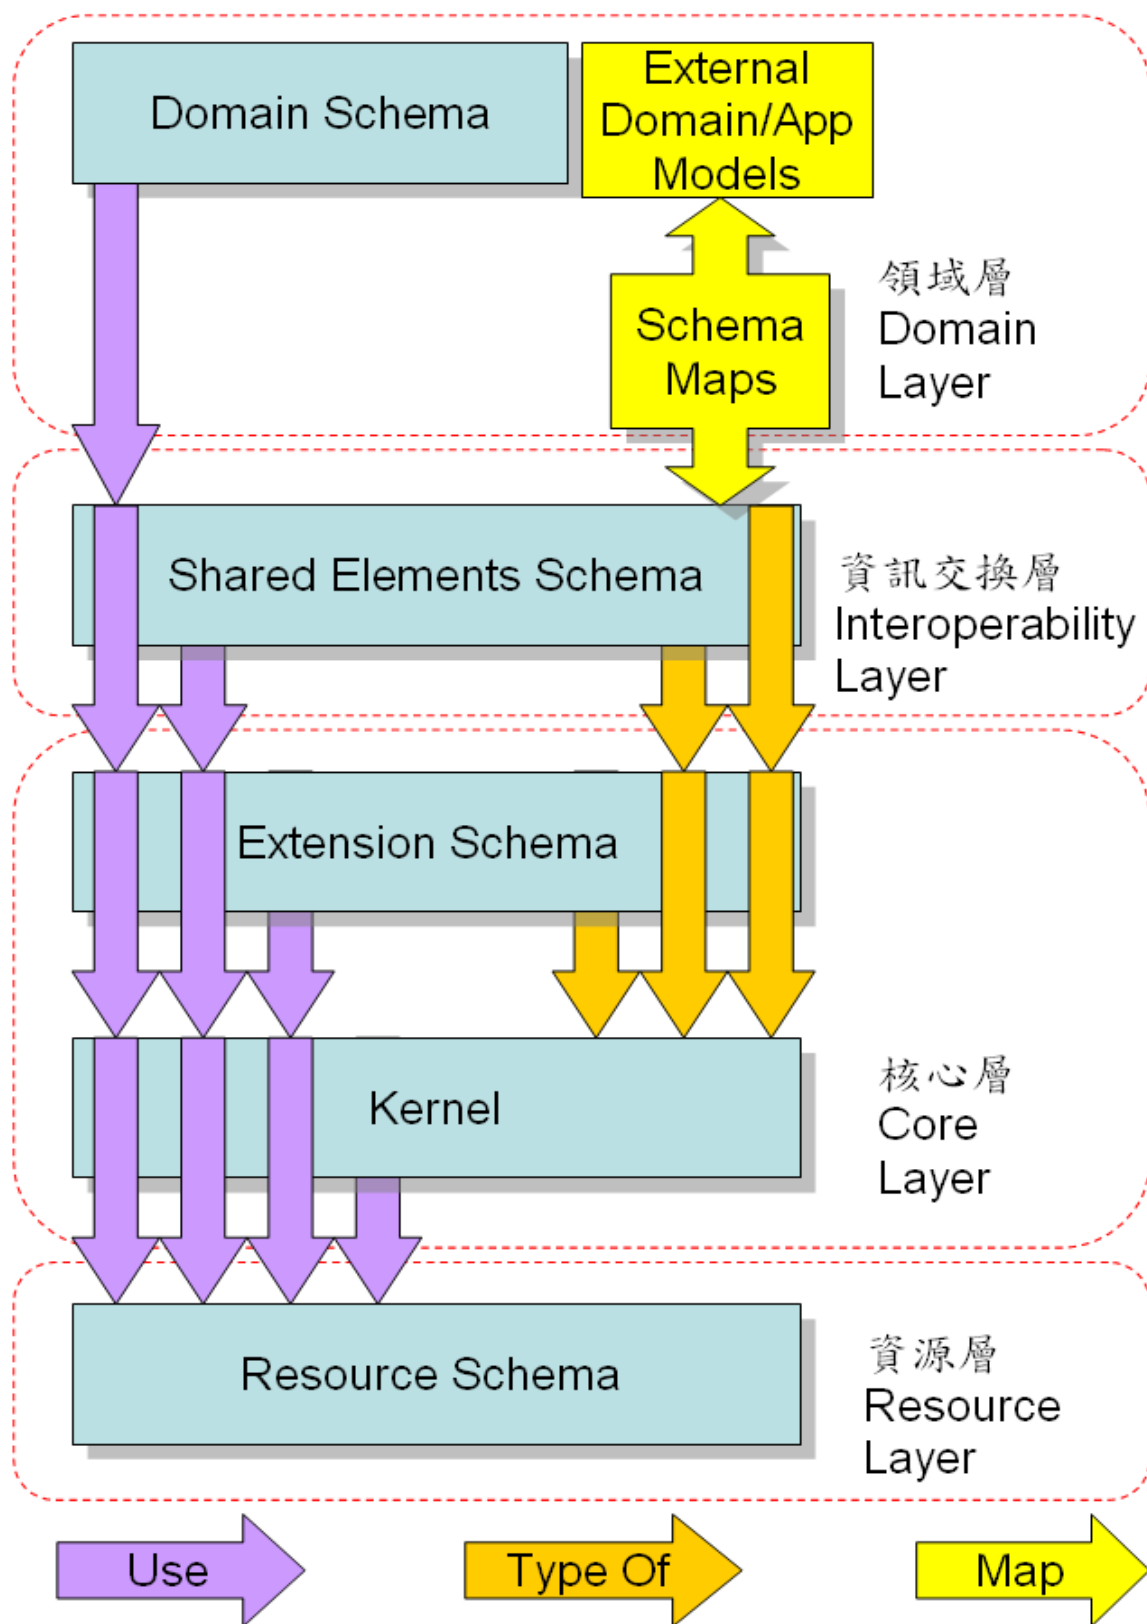 Domain Schema
External
Domain/App
Models
Schema
Maps
領域層
Domain
Layer
Shared Elements Schema
資訊交換層
Interoperability
Layer
Extension Schema
Kernel
核心層
Core
Layer
Resource Schema
資源層
Resource
Layer
Use
Type Of
Map